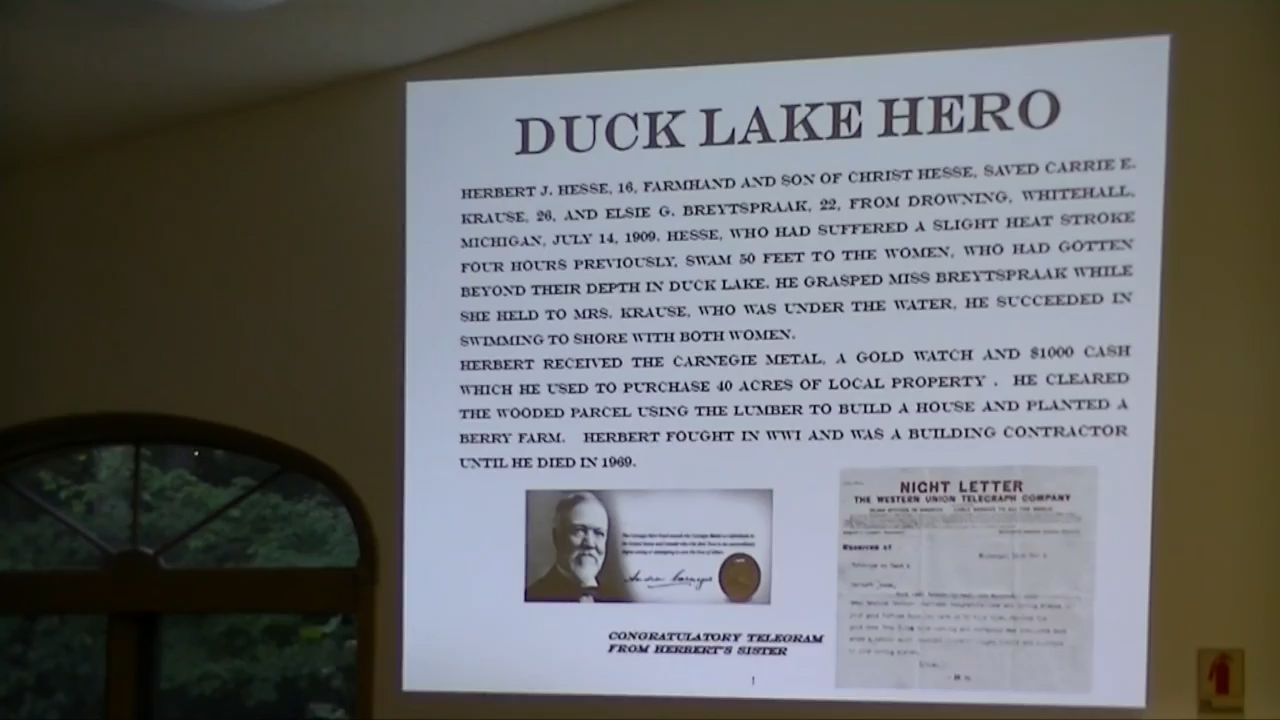 DUCK LAKE HERO
HERBERT J. HESSE, 16, FARMHAND AND SON OF CHRIST HESSE, SAVED CARRIE E.
KRAUSE, 26, AND ELSIE G. BREYTSPRAAK, 22, FROM DROWNING, WHITEHALL,
MICHIGAN, JULY 14, 1909. HESSE, WHO HAD SUFFERED A SLIGHT HEAT STROKE
FOUR HOURS PREVIOUSLY, SWAM 50 FEET TO THE WOMEN, WHO HAD GOTTEN
BEYOND THEIR DEPTH IN DUCK LAKE. HE GRASPED MISS BREYTSPRAAK WHILE
SHE HELD TO MRS. KRAUSE, WHO WAS UNDER THE WATER. HE SUCCEEDED IN
SWIMMING TO SHORE WITH BOTH WOMEN.
HERBERT RECEIVED THE CARNEGIE METAL, A GOLD WATCH AND $1000 CASH
WHICH HE USED TO PURCHASE 40 ACRES OF LOCAL PROPERTY . HE CLEARED
THE WOODED PARCEL USING THE LUMBER TO BUILD A HOUSE AND PLANTED A
BERRY FARM. HERBERT FOUGHT IN WWI AND WAS A BUILDING CONTRACTOR
UNTIL HE DIED IN 1969.
NIGHT LETTER
THE WESTERN UNION TELEGRAPH COMPANY
RECEIVED AT
Andrew Carnegie
CONGRATULATORY TELEGRAM
FROM HERBERT'S SISTER
1